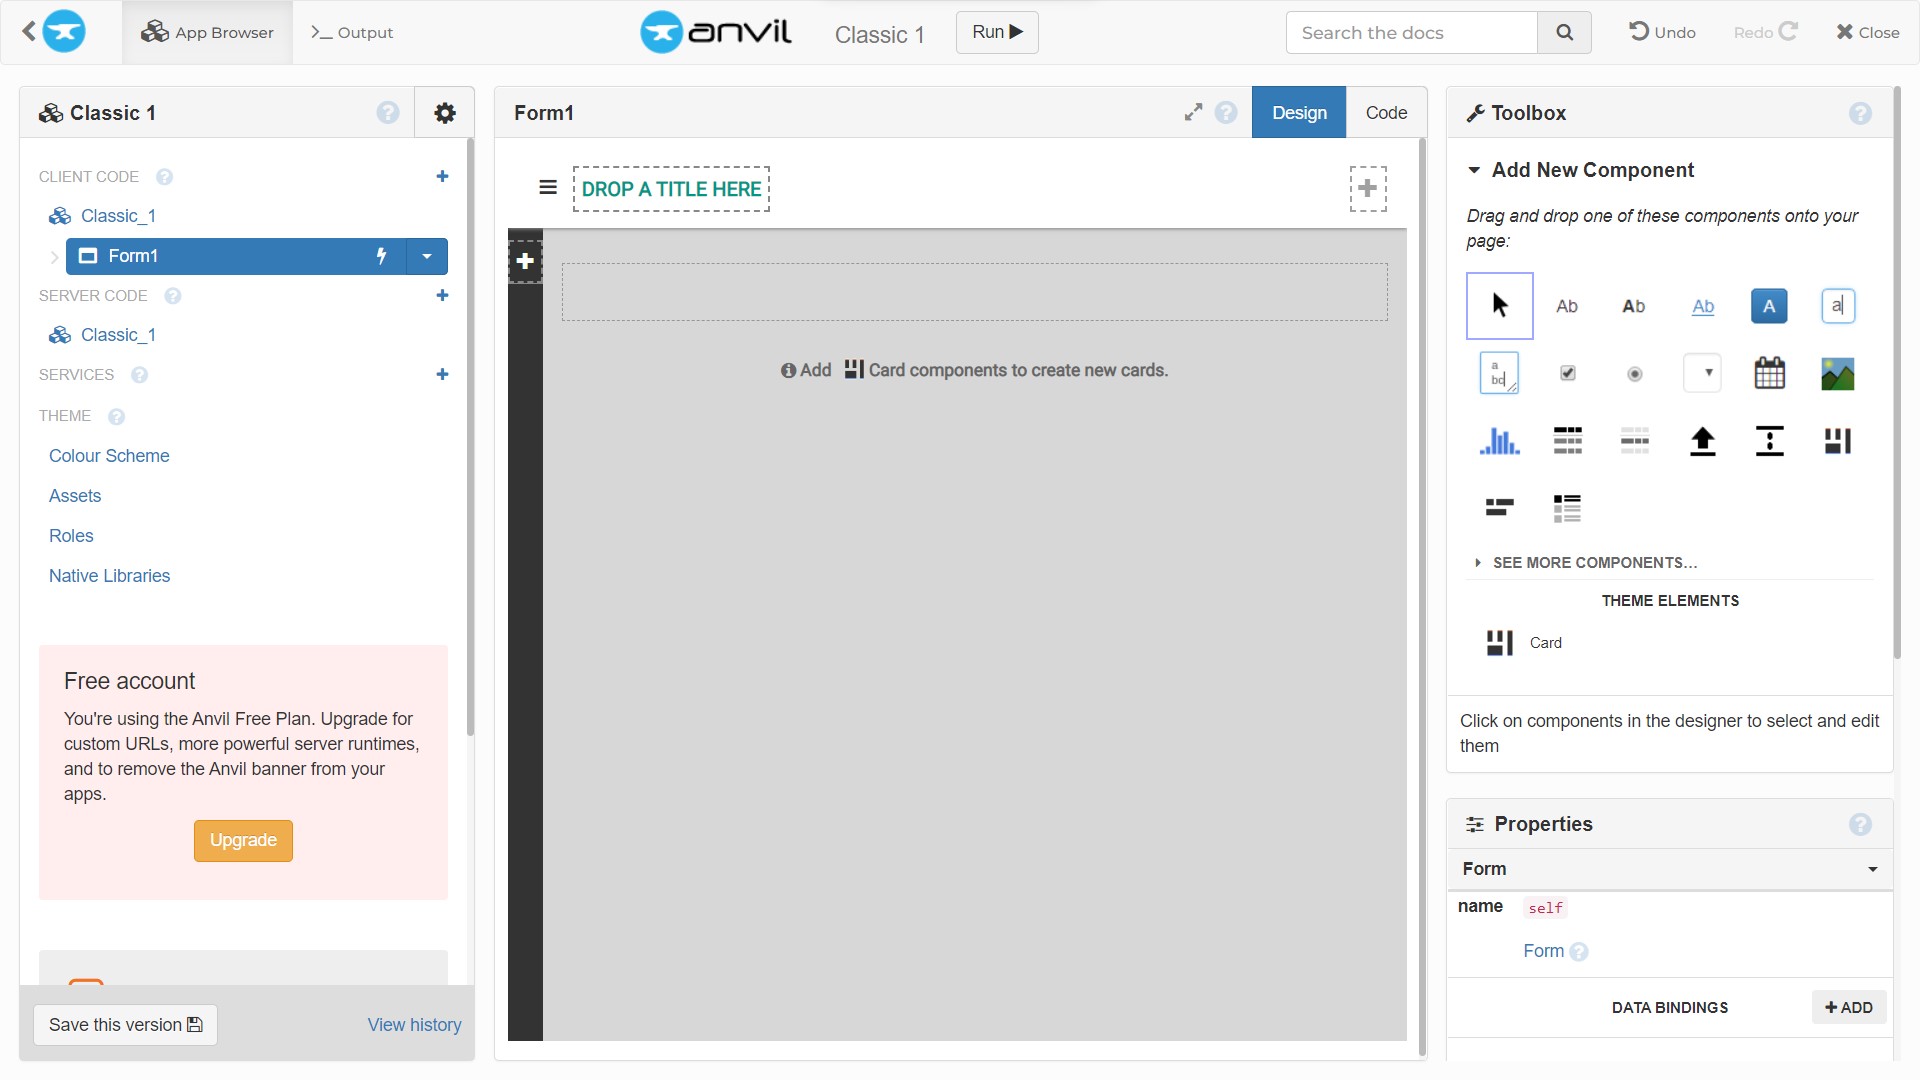 App Browser
Output
anvil
Classic 1
Run
Search the docs
Undo
Redo
Close
Classic 1
CLIENT CODE
Classic_1
Form1
SERVER CODE
Classic_1
SERVICES
THEME
Colour Scheme
Assets
Roles
Native Libraries
Free account
You're using the Anvil Free Plan. Upgrade for
custom URLs, more powerful server runtimes,
and to remove the Anvil banner from your
apps.
Upgrade
Save this version
View history
Form1
Design
Code
DROP A TITLE HERE
Add Card components to create new cards.
Toolbox
Add New Component
Drag and drop one of these components onto your
page:
Ab
Ab
Ab
A
a
a
bc
SEE MORE COMPONENTS...
THEME ELEMENTS
Card
Click on components in the designer to select and edit
them
Properties
Form
name self
Form
DATA BINDINGS
+ ADD